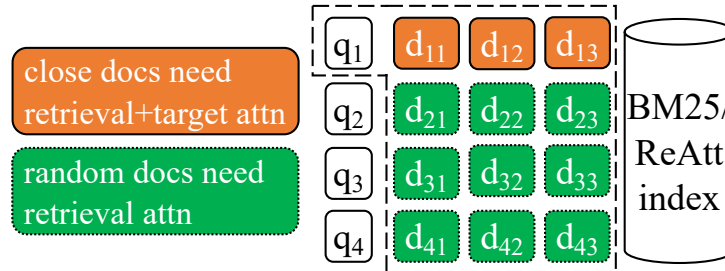 close docs need
retrieval+target attn
random docs need
retrieval attn
q₁ d₁₁ d₁₂ d₁₃
q₂ d₂₁ d₂₂ d₂₃
q₃ d₃₁ d₃₂ d₃₃
q₄ d₄₁ d₄₂ d₄₃
BM25/
ReAtt
index